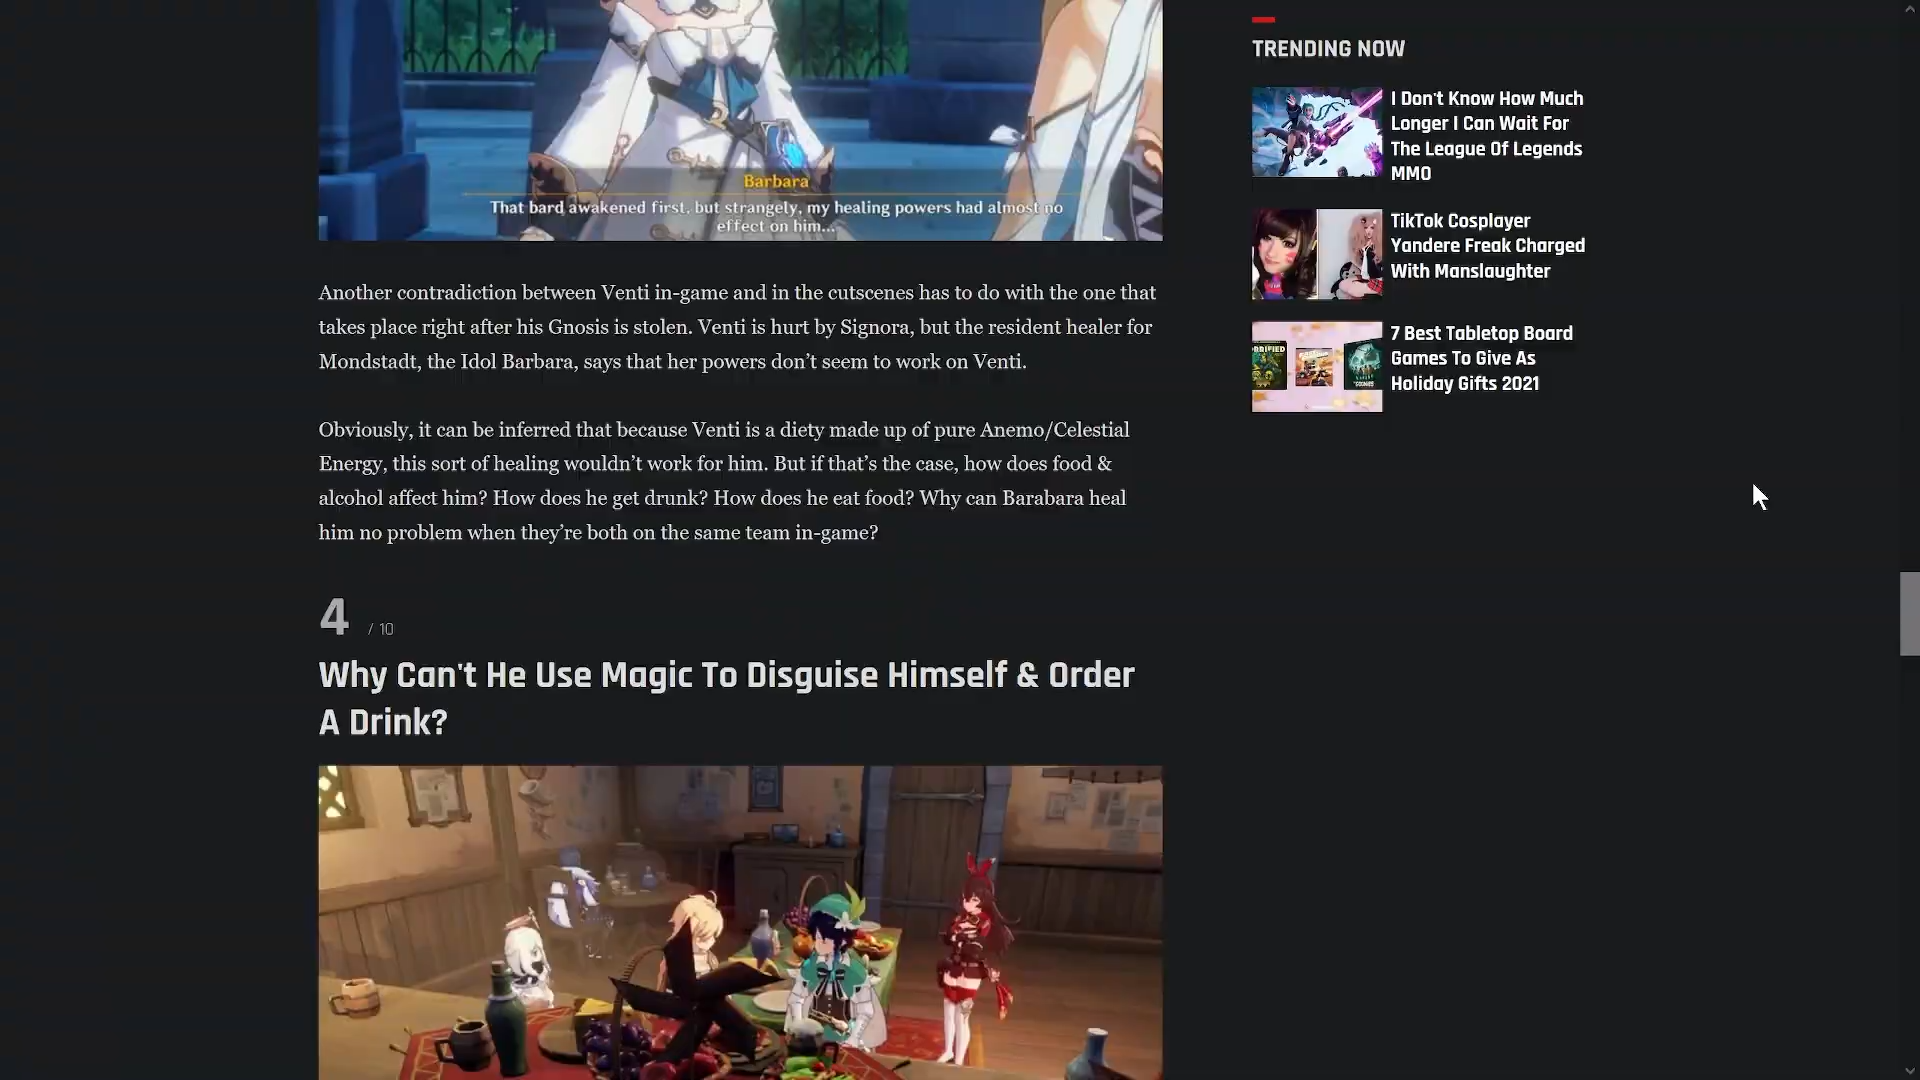 Barbara
That bard awakened first, but strangely, my healing powers had almost no
effect on him...
Another contradiction between Venti in-game and in the cutscenes has to do with the one that
takes place right after his Gnosis is stolen. Venti is hurt by Signora, but the resident healer for
Mondstadt, the Idol Barbara, says that her powers don’t seem to work on Venti.
Obviously, it can be inferred that because Venti is a diety made up of pure Anemo/Celestial
Energy, this sort of healing wouldn’t work for him. But if that’s the case, how does food &
alcohol affect him? How does he get drunk? How does he eat food? Why can Barabara heal
him no problem when they’re both on the same team in-game?
4 / 10
Why Can't He Use Magic To Disguise Himself & Order
A Drink?
TRENDING NOW
I Don't Know How Much
Longer I Can Wait For
The League Of Legends
MMO
TikTok Cosplayer
Yandere Freak Charged
With Manslaughter
7 Best Tabletop Board
Games To Give As
Holiday Gifts 2021